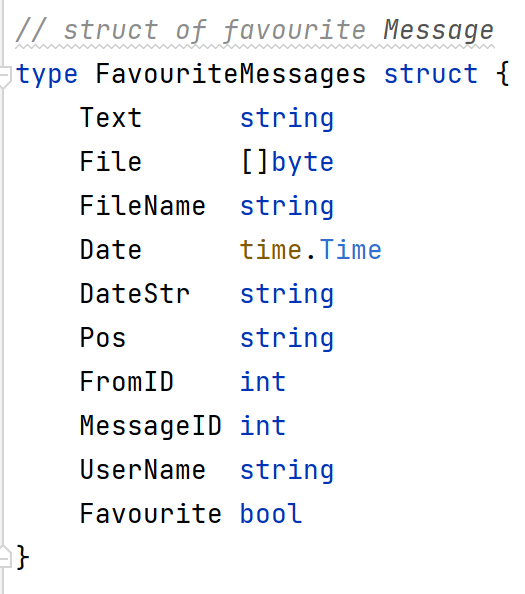 // struct of favourite Message
type FavouriteMessages struct {
    Text      string
    File      []byte
    FileName  string
    Date      time.Time
    DateStr   string
    Pos       string
    FromID    int
    MessageID int
    UserName  string
    Favourite bool
}